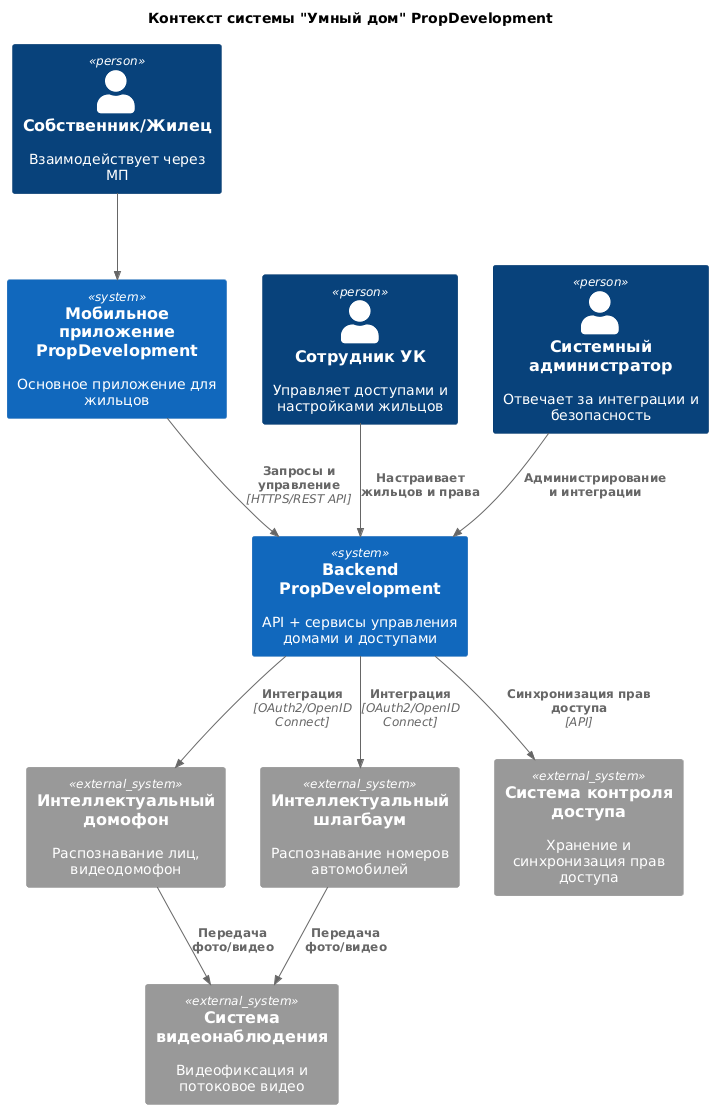 Контекст системы "Умный дом" PropDevelopment
«person»
Собственник/Жилец
Взаимодействует через
МП
«system»
Мобильное
приложение
PropDevelopment
Основное приложение для
жильцов
«person»
Сотрудник УК
Управляет доступами и
настройками жильцов
«person»
Системный
администратор
Отвечает за интеграции и
безопасность
Запросы и
управление
[HTTPS/REST API]
Настраивает
жильцов и права
Администрирование
и интеграции
«system»
Backend
PropDevelopment
API + сервисы управления
домами и доступами
Интеграция
[OAuth2/OpenID
Connect]
Интеграция
[OAuth2/OpenID
Connect]
Синхронизация прав
доступа
[API]
«external_system»
Интеллектуальный
домофон
Распознавание лиц,
видеодомофон
«external_system»
Интеллектуальный
шлагбаум
Распознавание номеров
автомобилей
«external_system»
Система контроля
доступа
Хранение и
синхронизация прав
доступа
Передача
фото/видео
Передача
фото/видео
«external_system»
Система
видеонаблюдения
Видеофиксация и
потоковое видео